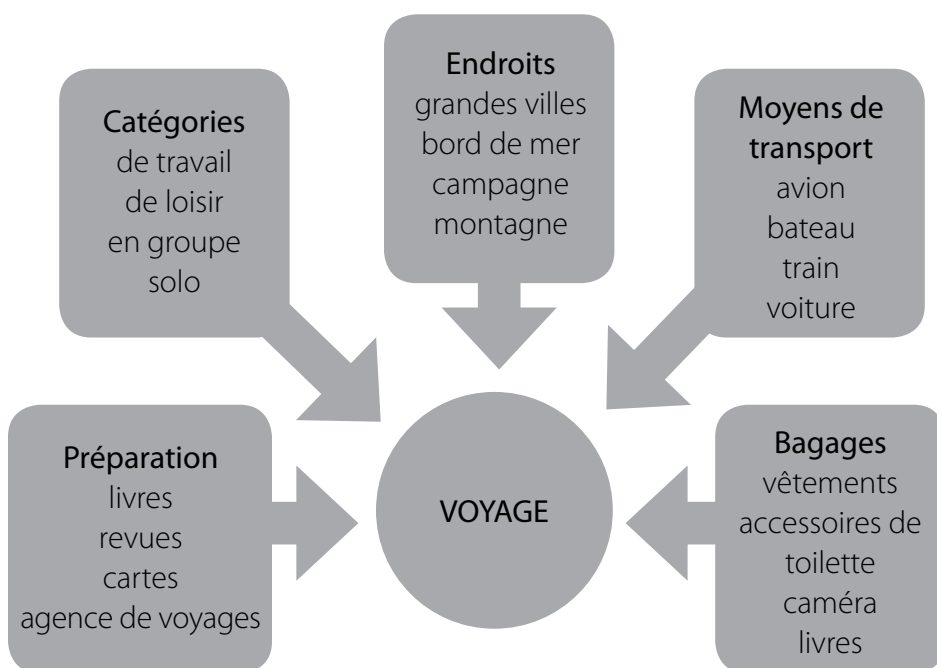 Catégories
de travail
de loisir
en groupe
solo
Endroits
grandes villes
bord de mer
campagne
montagne
Moyens de
transport
avion
bateau
train
voiture
Préparation
livres
revues
cartes
agence de voyages
VOYAGE
Bagages
vêtements
accessoires de
toilette
caméra
livres